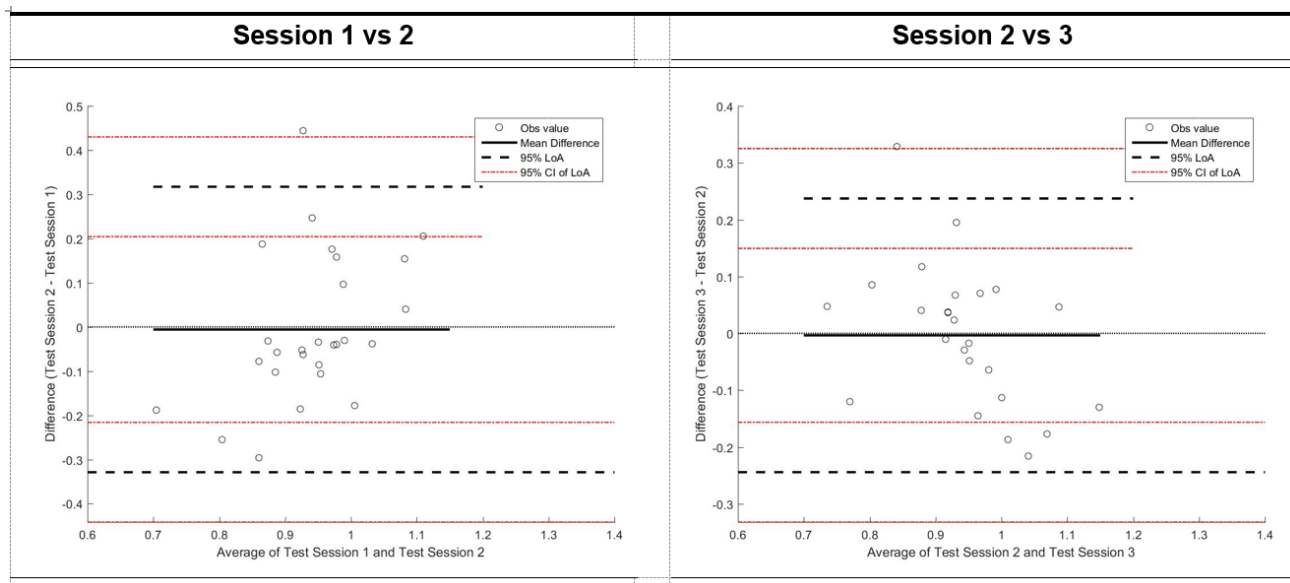 Session 1 vs 2
Session 2 vs 3
0.5
0.4
0.3
0.2
0.1
0
-0.1
-0.2
-0.3
-0.4
Difference (Test Session 2 - Test Session 1)
Obs value
Mean Difference
95% LoA
95% CI of LoA
0.6 0.7 0.8 0.9 1 1.1 1.2 1.3 1.4
Average of Test Session 1 and Test Session 2
0.4
0.3
0.2
0.1
0
-0.1
-0.2
-0.3
Difference (Test Session 3 - Test Session 2)
Obs value
Mean Difference
95% LoA
95% CI of LoA
0.6 0.7 0.8 0.9 1 1.1 1.2 1.3 1.4
Average of Test Session 2 and Test Session 3